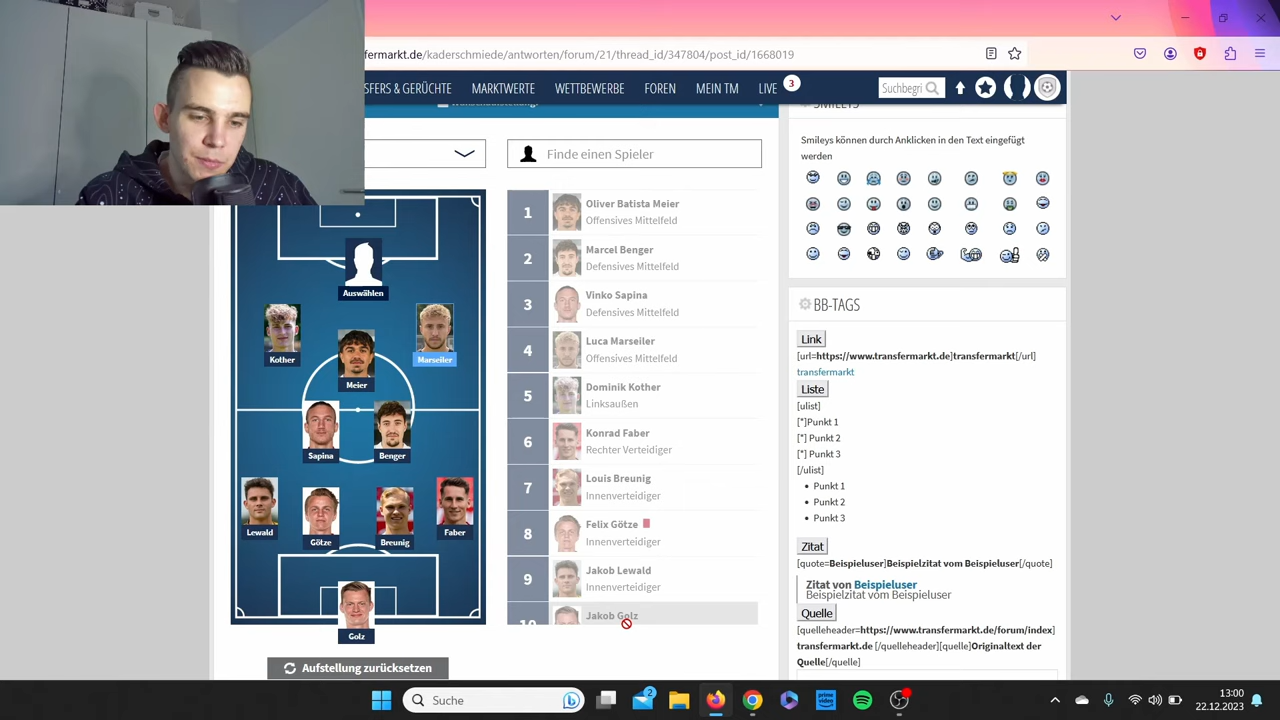 fermarkt.de/kaderschmiede/antworten/forum/21/thread_id/347804/post_id/1668019
SFERS & GERÜCHTE MARKTWERTE WETTBEWERBE FOREN MEIN TM LIVE 3 Suchbegri
SMILEYS
Smileys können durch Anklicken in den Text eingefügt
werden
Finde einen Spieler
Auswählen
Kother
Marseiler
Meier
Sapina
Benger
Lewald
Götze
Breunig
Faber
Golz
1 Oliver Batista Meier
Offensives Mittelfeld
2 Marcel Benger
Defensives Mittelfeld
3 Vinko Sapina
Defensives Mittelfeld
4 Luca Marseiler
Offensives Mittelfeld
5 Dominik Kother
Linksaußen
6 Konrad Faber
Rechter Verteidiger
7 Louis Breunig
Innenverteidiger
8 Felix Götze
Innenverteidiger
9 Jakob Lewald
Innenverteidiger
10 Jakob Golz
Aufstellung zurücksetzen
BB-TAGS
Link
[url=https://www.transfermarkt.de]transfermarkt[/url]
transfermarkt
Liste
[ulist]
[*]Punkt 1
[*] Punkt 2
[*] Punkt 3
[/ulist]
• Punkt 1
• Punkt 2
• Punkt 3
Zitat
[quote=Beispieluser]Beispielzitat vom Beispieluser[/quote]
Zitat von Beispieluser
Beispielzitat vom Beispieluser
Quelle
[quelleheader=https://www.transfermarkt.de/forum/index]
transfermarkt.de [/quelleheader][quelle]Originaltext der
Quelle[/quelle]
Suche
2
13:00
22.12.2023